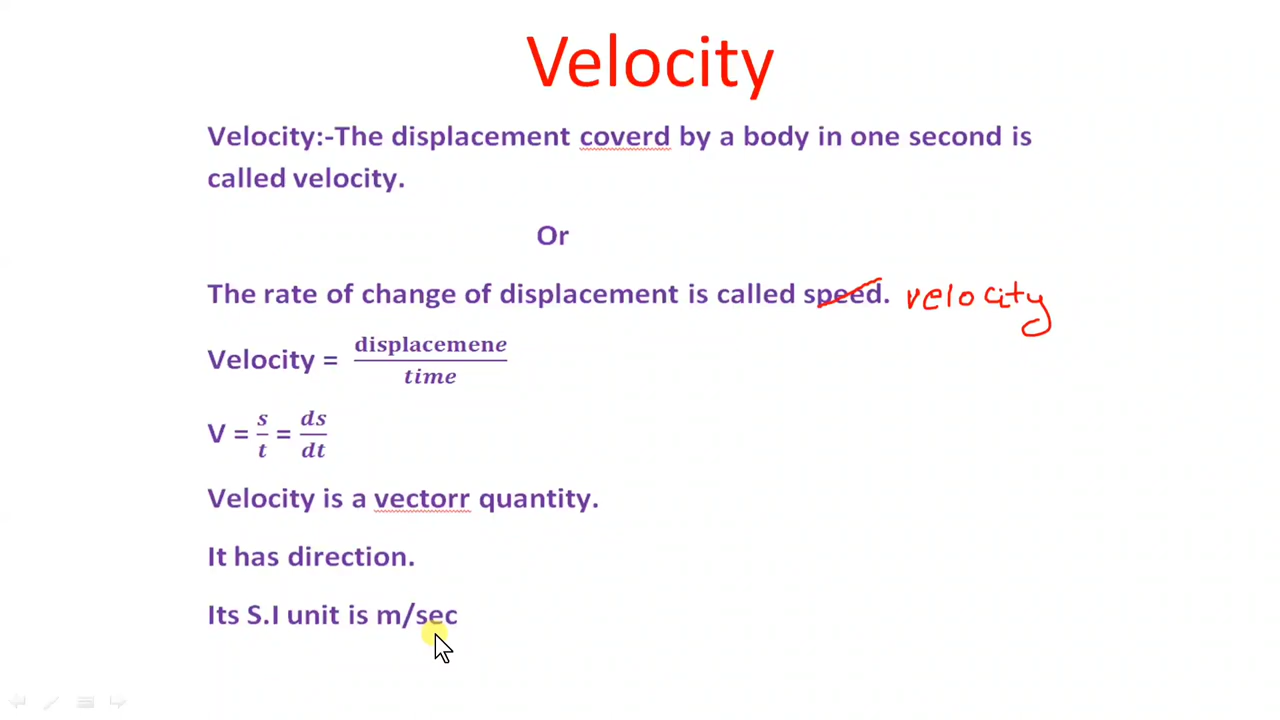 Velocity
Velocity:-The displacement coverd by a body in one second is
called velocity.
Or
The rate of change of displacement is called speed. velocity
Velocity = displacemene/time
V = s/t = ds/dt
Velocity is a vectorr quantity.
It has direction.
Its S.I unit is m/sec